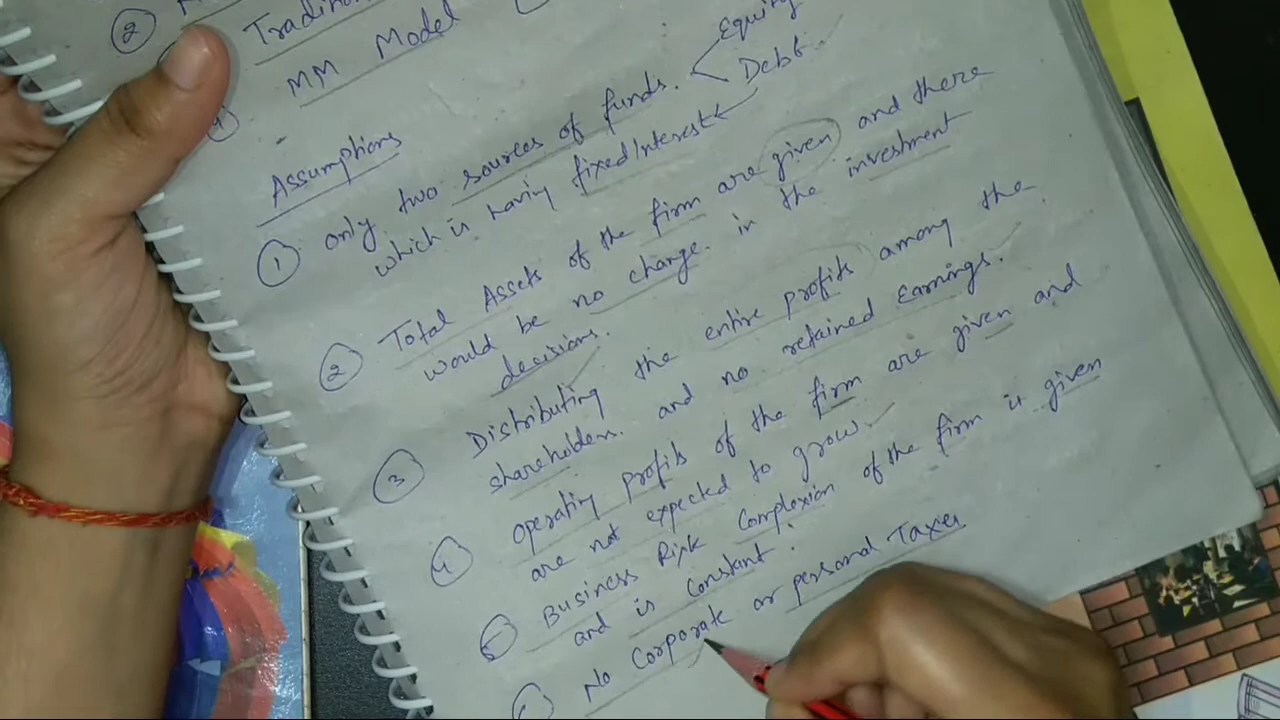 ②
Traditional
④ MM Model
Assumptions
Equity
① only two sources of funds. Debt.
which is having fixed Interest
② Total Assets of the firm are given and there
would be no change in the investment
decisions.
③ Distributing the entire profits among the
shareholders. and no retained Earnings.
④ operating profits of the firm are given and
are not expected to grow.
⑤ Business Risk Complexion of the firm is given
and is constant.
No Corporate or personal Taxes